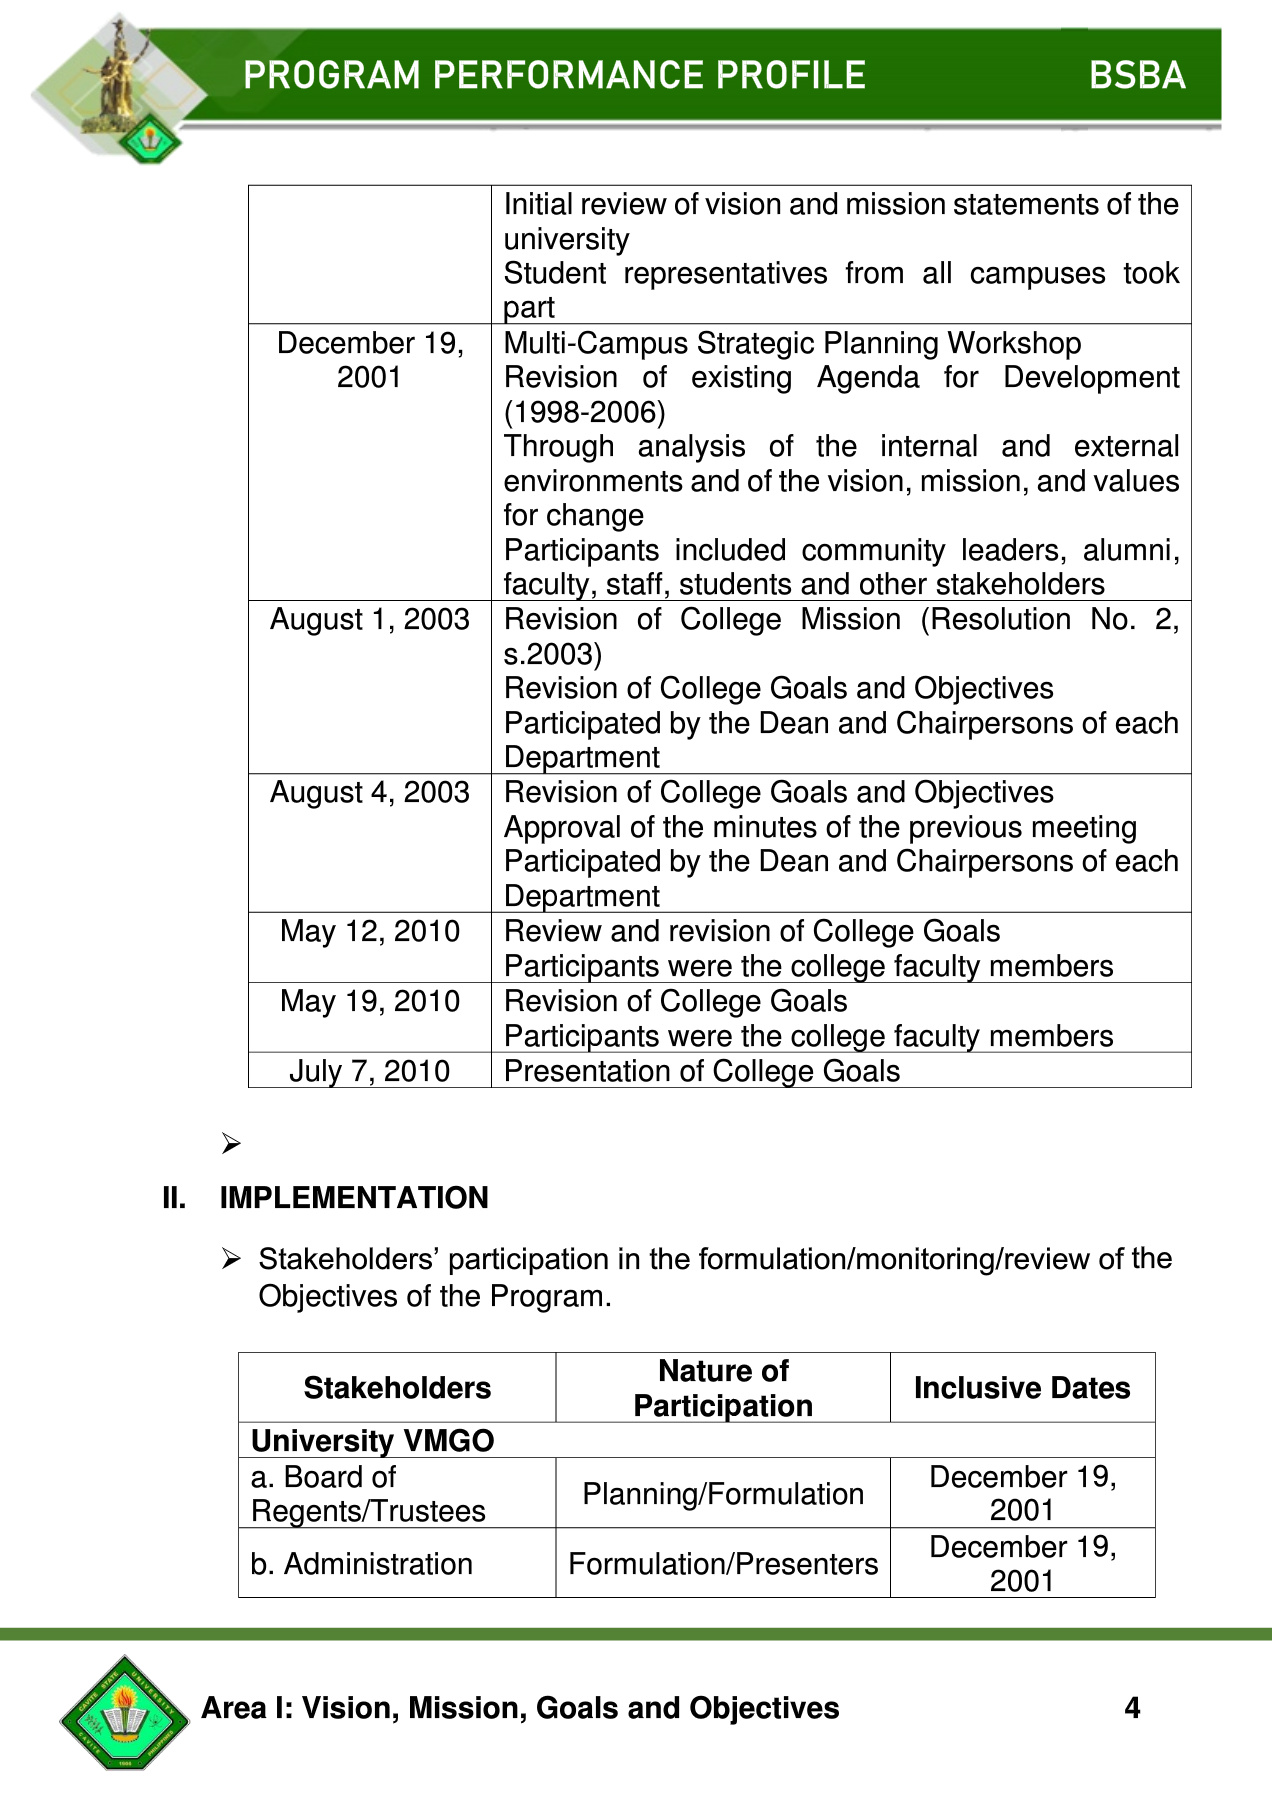 PROGRAM PERFORMANCE PROFILE BSBA
Initial review of vision and mission statements of the
university
Student representatives from all campuses took
part
December 19,
2001
Multi-Campus Strategic Planning Workshop
Revision of existing Agenda for Development
(1998-2006)
Through analysis of the internal and external
environments and of the vision, mission, and values
for change
Participants included community leaders, alumni,
faculty, staff, students and other stakeholders
August 1, 2003
Revision of College Mission (Resolution No. 2,
s.2003)
Revision of College Goals and Objectives
Participated by the Dean and Chairpersons of each
Department
August 4, 2003
Revision of College Goals and Objectives
Approval of the minutes of the previous meeting
Participated by the Dean and Chairpersons of each
Department
May 12, 2010
Review and revision of College Goals
Participants were the college faculty members
May 19, 2010
Revision of College Goals
Participants were the college faculty members
July 7, 2010
Presentation of College Goals
II. IMPLEMENTATION
Stakeholders’ participation in the formulation/monitoring/review of the
Objectives of the Program.
Stakeholders
Nature of
Participation
Inclusive Dates
University VMGO
a. Board of
Regents/Trustees
Planning/Formulation
December 19,
2001
b. Administration
Formulation/Presenters
December 19,
2001
CAVITE STATE UNIVERSITY
CAVITE
PHILIPPINES
1906
Area I: Vision, Mission, Goals and Objectives 4